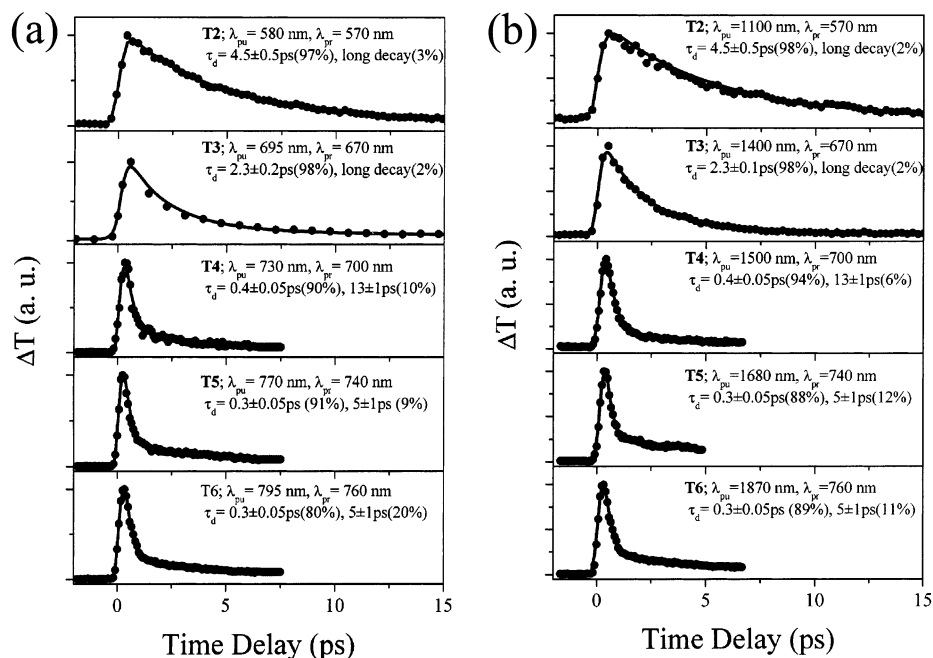 (a)
T2; λpu = 580 nm, λpr = 570 nm
τd= 4.5±0.5ps(97%), long decay(3%)
T3; λpu = 695 nm, λpr = 670 nm
τd= 2.3±0.2ps(98%), long decay(2%)
T4; λpu = 730 nm, λpr = 700 nm
τd= 0.4±0.05ps(90%), 13±1ps(10%)
T5; λpu = 770 nm, λpr = 740 nm
τd= 0.3±0.05ps (91%), 5±1ps (9%)
T6; λpu = 795 nm, λpr = 760 nm
τd= 0.3±0.05ps(80%), 5±1ps(20%)
ΔT (a. u.)
0 5 10 15
Time Delay (ps)
(b)
T2; λpu =1100 nm, λpr =570 nm
τd= 4.5±0.5ps(98%), long decay(2%)
T3; λpu=1400 nm, λpr =670 nm
τd= 2.3±0.1ps(98%), long decay(2%)
T4; λpu =1500 nm, λpr =700 nm
τd= 0.4±0.05ps(94%), 13±1ps(6%)
T5; λpu=1680 nm, λpr =740 nm
τd= 0.3±0.05ps(88%), 5±1ps(12%)
T6; λpu =1870 nm, λpr =760 nm
τd= 0.3±0.05ps (89%), 5±1ps(11%)
ΔT (a. u.)
0 5 10 15
Time Delay (ps)